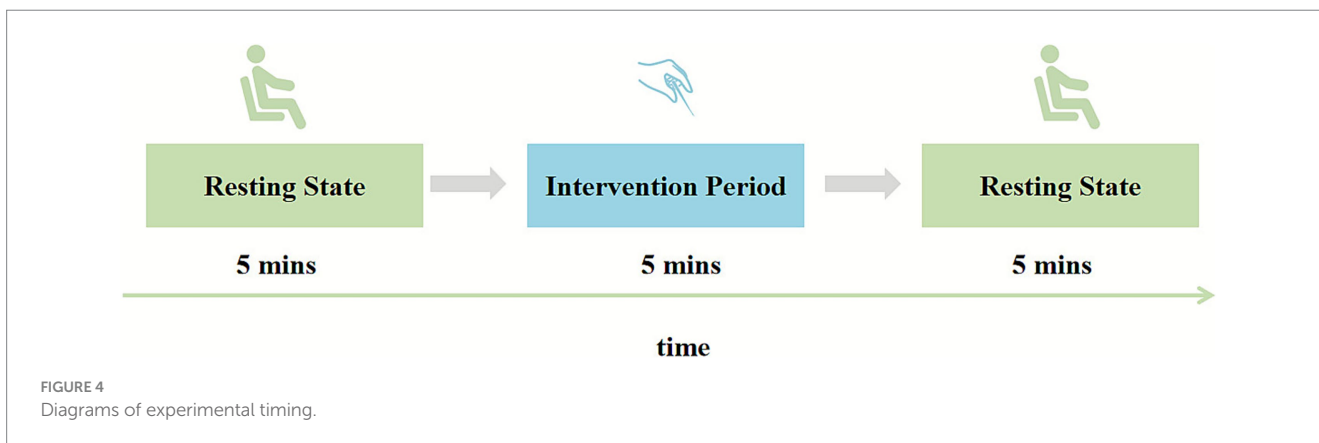 Resting State
Intervention Period
Resting State
5 mins
5 mins
5 mins
time
FIGURE 4
Diagrams of experimental timing.